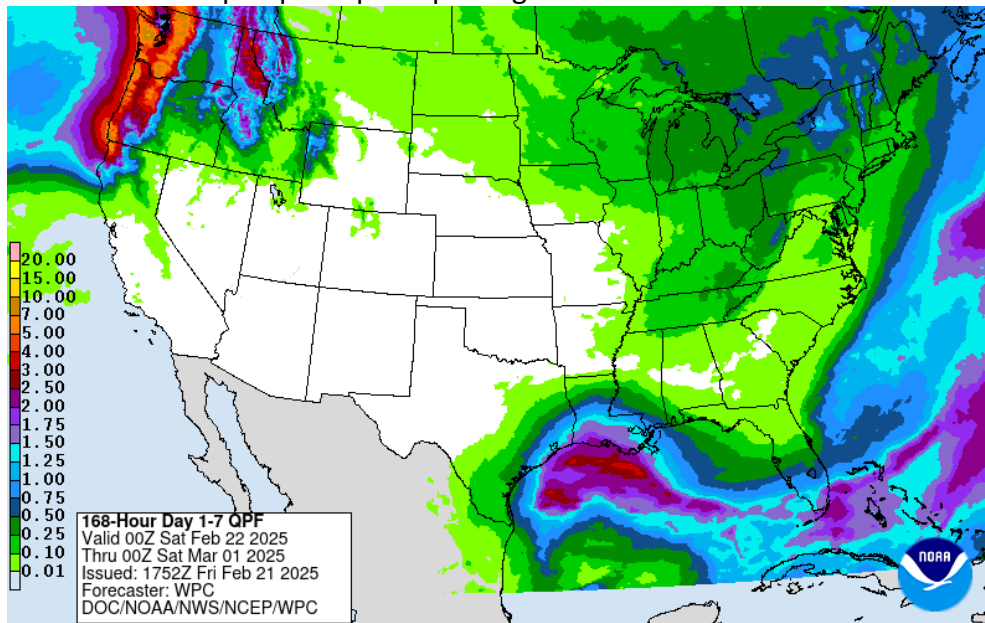 20.00
15.00
10.00
7.00
5.00
4.00
3.00
2.50
2.00
1.75
1.50
1.25
1.00
0.75
0.50
0.25
0.10
0.01
168-Hour Day 1-7 QPF
Valid 00Z Sat Feb 22 2025
Thru 00Z Sat Mar 01 2025
Issued: 1752Z Fri Feb 21 2025
Forecaster: WPC
DOC/NOAA/NWS/NCEP/WPC
NOAA